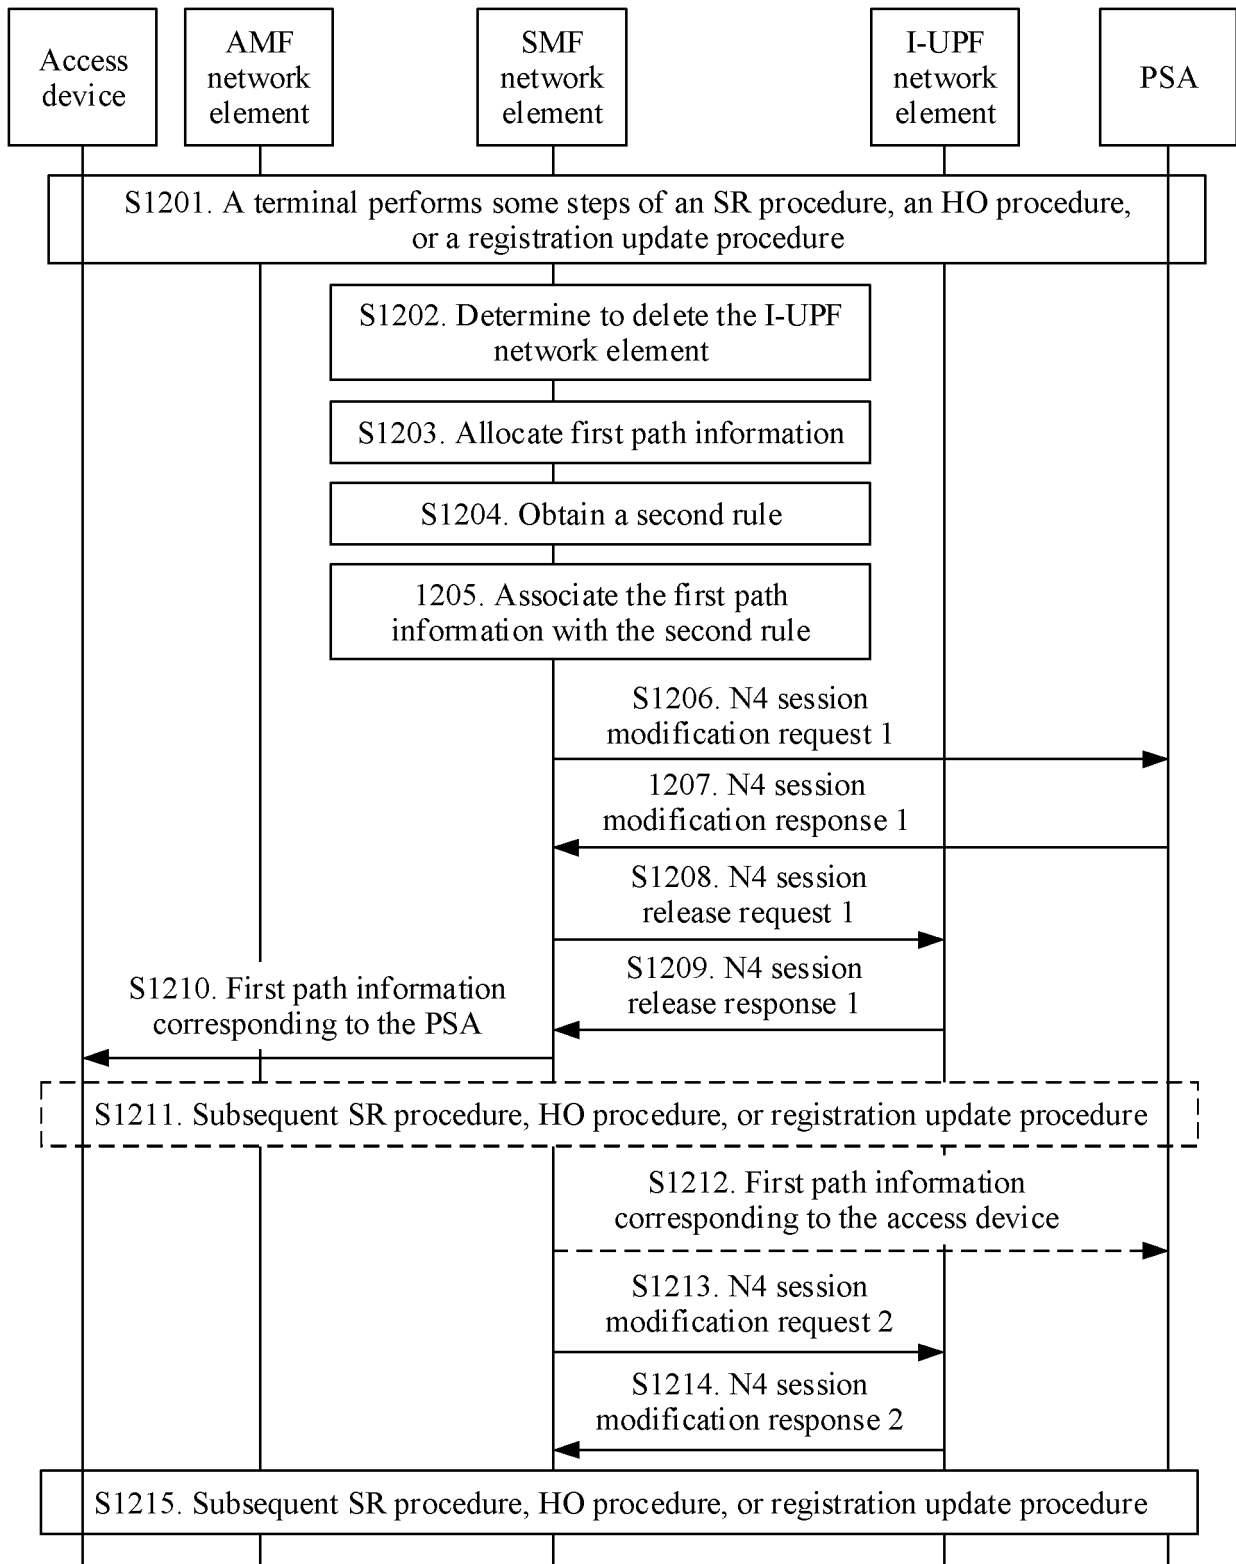 Access
device
AMF
network
element
SMF
network
element
I-UPF
network
element
PSA
S1201. A terminal performs some steps of an SR procedure, an HO procedure,
or a registration update procedure
S1202. Determine to delete the I-UPF
network element
S1203. Allocate first path information
S1204. Obtain a second rule
1205. Associate the first path
information with the second rule
S1206. N4 session
modification request 1
1207. N4 session
modification response 1
S1208. N4 session
release request 1
S1209. N4 session
release response 1
S1210. First path information
corresponding to the PSA
S1211. Subsequent SR procedure, HO procedure, or registration update procedure
S1212. First path information
corresponding to the access device
S1213. N4 session
modification request 2
S1214. N4 session
modification response 2
S1215. Subsequent SR procedure, HO procedure, or registration update procedure